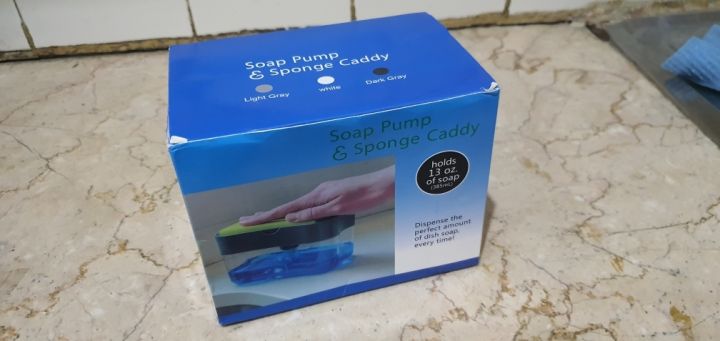 Soap Pump
& Sponge Caddy
Light Gray
white
Dark Gray
Soap Pump
& Sponge Caddy
holds
13 oz.
of soap
(385mL)
Dispense the
perfect amount
of dish soap,
every time!